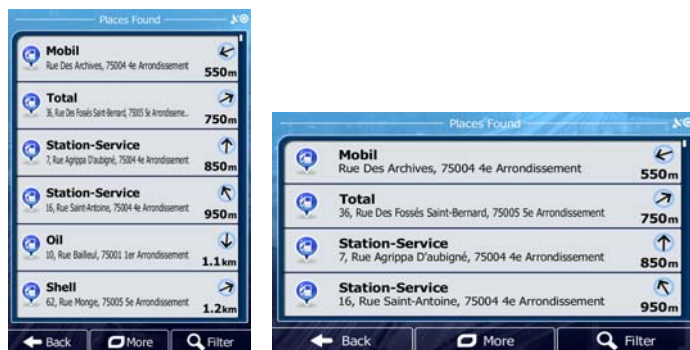 Places Found
Mobil
Rue Des Archives, 75004 4e Arrondissement
550m
Total
36, Rue Des Fossés Saint-Bernard, 75005 5e Arrondisseme...
750m
Station-Service
7, Rue Agrippa D'aubigné, 75004 4e Arrondissement
850m
Station-Service
16, Rue Saint-Antoine, 75004 4e Arrondissement
950m
Oil
10, Rue Bailleul, 75001 1er Arrondissement
1.1km
Shell
62, Rue Monge, 75005 5e Arrondissement
1.2km
Back More Filter
Places Found
Mobil
Rue Des Archives, 75004 4e Arrondissement
550m
Total
36, Rue Des Fossés Saint-Bernard, 75005 5e Arrondissement
750m
Station-Service
7, Rue Agrippa D'aubigné, 75004 4e Arrondissement
850m
Station-Service
16, Rue Saint-Antoine, 75004 4e Arrondissement
950m
Back More Filter